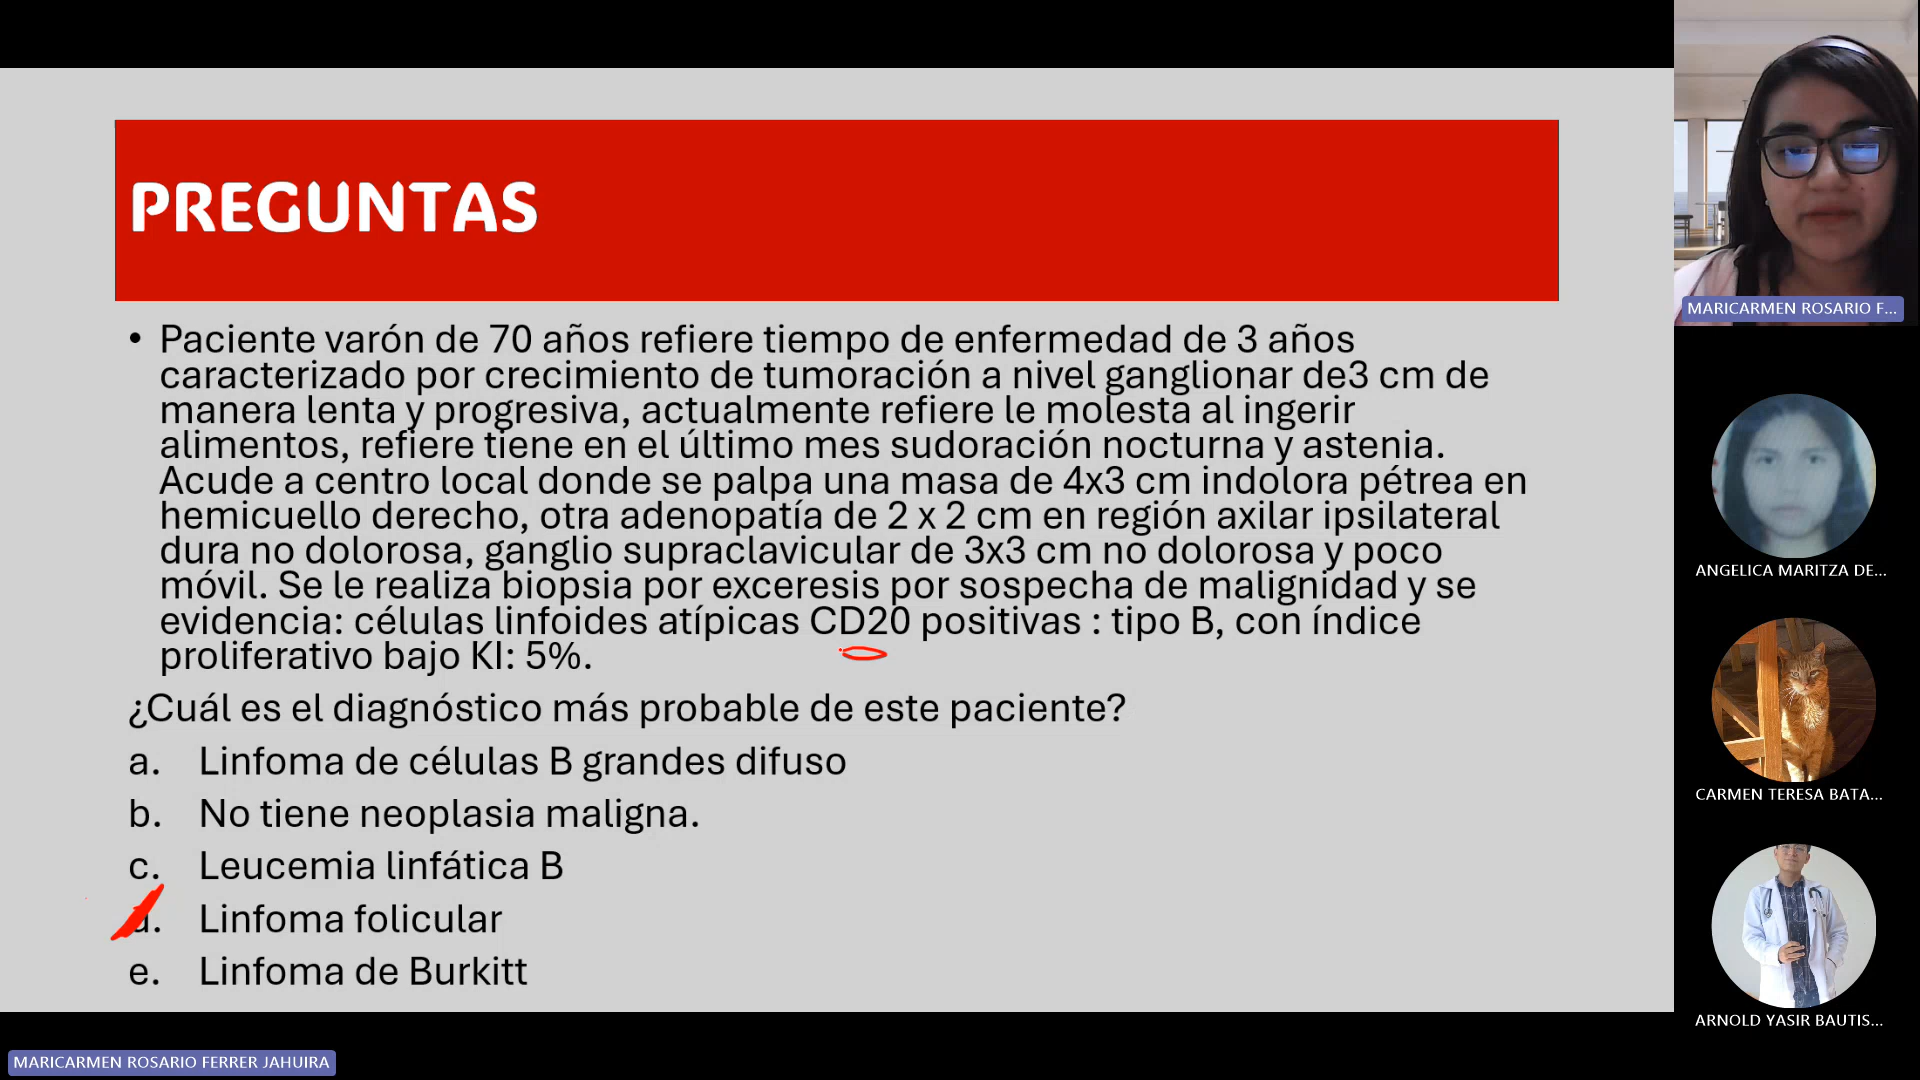 PREGUNTAS
• Paciente varón de 70 años refiere tiempo de enfermedad de 3 años
caracterizado por crecimiento de tumoración a nivel ganglionar de3 cm de
manera lenta y progresiva, actualmente refiere le molesta al ingerir
alimentos, refiere tiene en el último mes sudoración nocturna y astenia.
Acude a centro local donde se palpa una masa de 4x3 cm indolora pétrea en
hemicuello derecho, otra adenopatía de 2 x 2 cm en región axilar ipsilateral
dura no dolorosa, ganglio supraclavicular de 3x3 cm no dolorosa y poco
móvil. Se le realiza biopsia por exceresis por sospecha de malignidad y se
evidencia: células linfoides atípicas CD20 positivas : tipo B, con índice
proliferativo bajo KI: 5%.
¿Cuál es el diagnóstico más probable de este paciente?
a. Linfoma de células B grandes difuso
b. No tiene neoplasia maligna.
c. Leucemia linfática B
d. Linfoma folicular
e. Linfoma de Burkitt
MARICARMEN ROSARIO F...
ANGELICA MARITZA DE...
CARMEN TERESA BATA...
ARNOLD YASIR BAUTIS...
MARICARMEN ROSARIO FERRER JAHUIRA